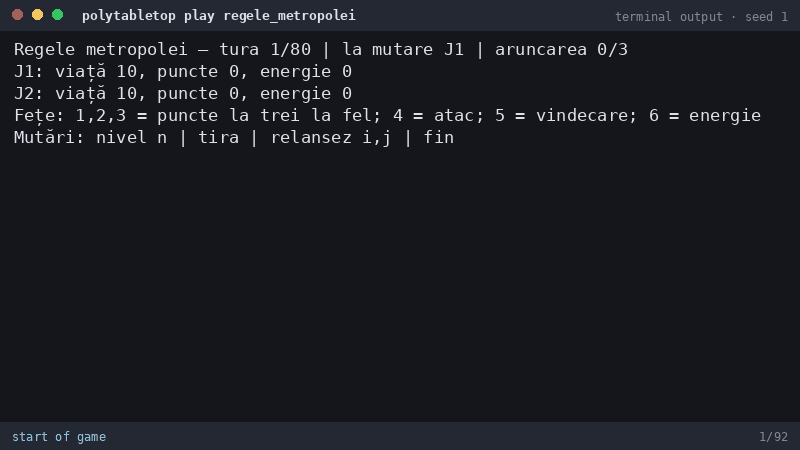 polytabletop play regele_metropolei
terminal output · seed 1
Regele metropolei — tura 1/80 | la mutare J1 | aruncarea 0/3
J1: viață 10, puncte 0, energie 0
J2: viață 10, puncte 0, energie 0
Fețe: 1,2,3 = puncte la trei la fel; 4 = atac; 5 = vindecare; 6 = energie
Mutări: nivel n | tira | relansez i,j | fin
start of game
1/92